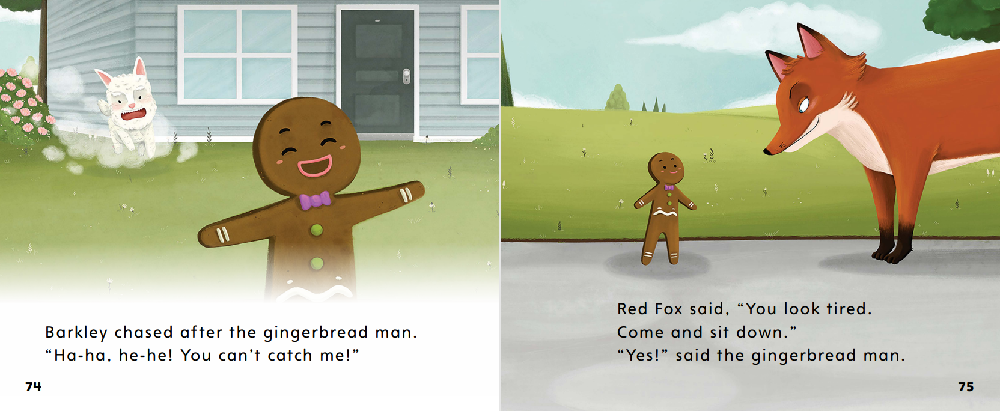 Barkley chased after the gingerbread man.
“Ha-ha, he-he! You can’t catch me!”
74
Red Fox said, “You look tired.
Come and sit down.”
“Yes!” said the gingerbread man.
75